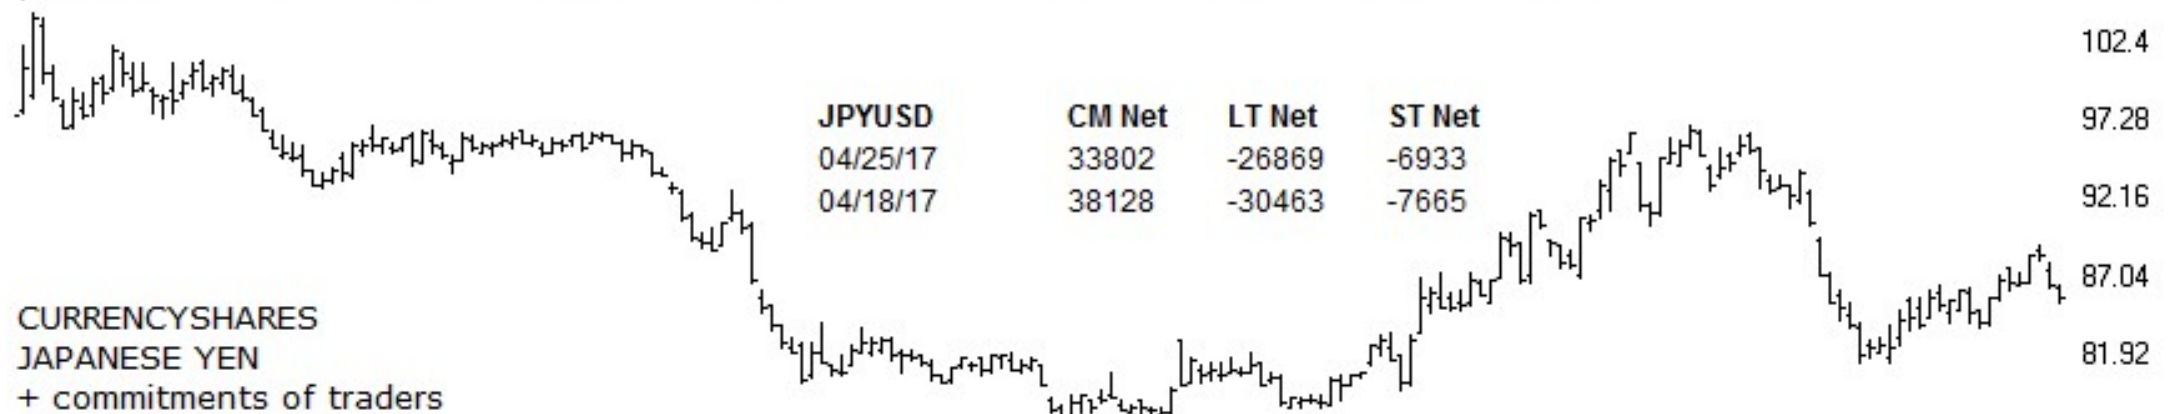 102.4
JPYUSD CM Net LT Net ST Net
97.28
04/25/17 33802 -26869 -6933
04/18/17 38128 -30463 -7665
92.16
87.04
CURRENCYSHARES
JAPANESE YEN
81.92
+ commitments of traders